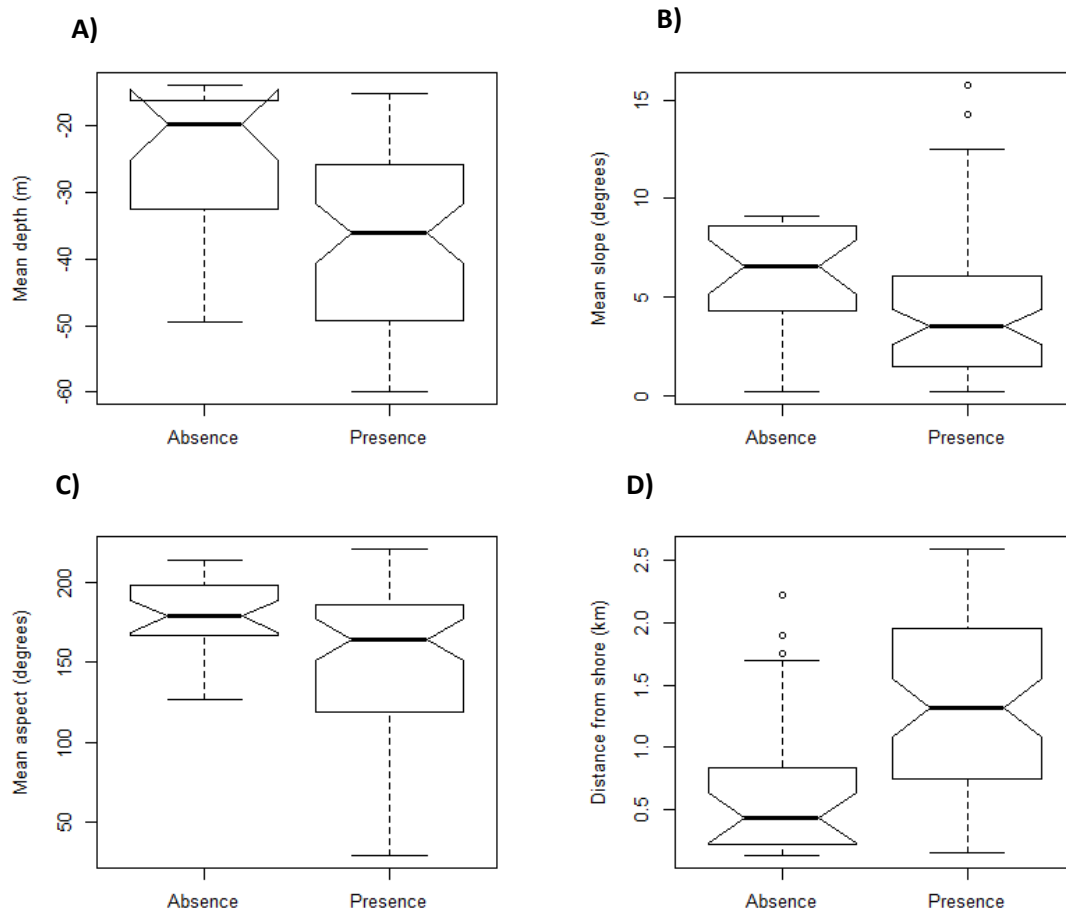 A)
Mean depth (m)
-20
-30
-40
-50
-60
Absence Presence
B)
Mean slope (degrees)
15
10
5
0
Absence Presence
C)
Mean aspect (degrees)
200
150
100
50
Absence Presence
D)
Distance from shore (km)
2.5
2.0
1.5
1.0
0.5
Absence Presence